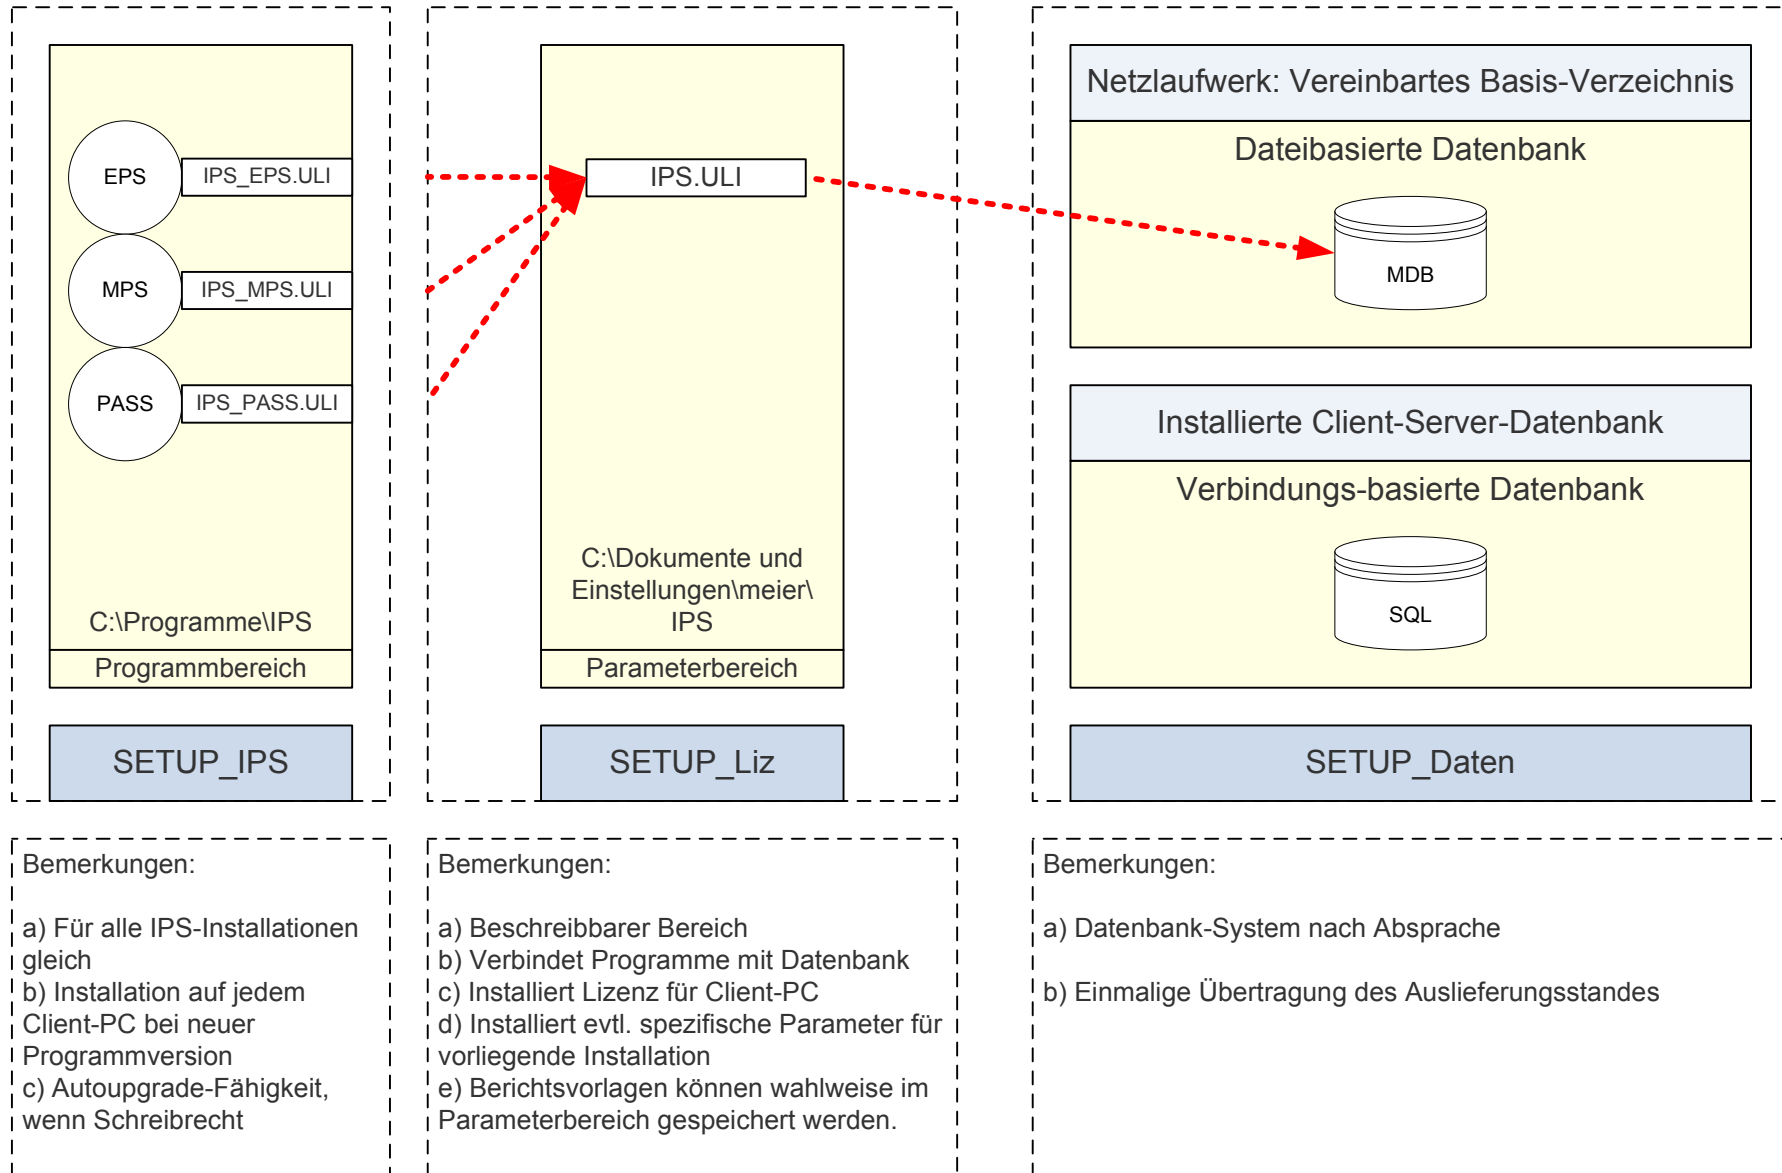 EPS
IPS_EPS.ULI
MPS
IPS_MPS.ULI
PASS
IPS_PASS.ULI
C:\Programme\IPS
Programmbereich
SETUP_IPS
IPS.ULI
C:\Dokumente und
Einstellungen\meier\
IPS
Parameterbereich
SETUP_Liz
Netzlaufwerk: Vereinbartes Basis-Verzeichnis
Dateibasierte Datenbank
MDB
Installierte Client-Server-Datenbank
Verbindungs-basierte Datenbank
SQL
SETUP_Daten
Bemerkungen:
a) Für alle IPS-Installationen
gleich
b) Installation auf jedem
Client-PC bei neuer
Programmversion
c) Autoupgrade-Fähigkeit,
wenn Schreibrecht
Bemerkungen:
a) Beschreibbarer Bereich
b) Verbindet Programme mit Datenbank
c) Installiert Lizenz für Client-PC
d) Installiert evtl. spezifische Parameter für
vorliegende Installation
e) Berichtsvorlagen können wahlweise im
Parameterbereich gespeichert werden.
Bemerkungen:
a) Datenbank-System nach Absprache
b) Einmalige Übertragung des Auslieferungsstandes